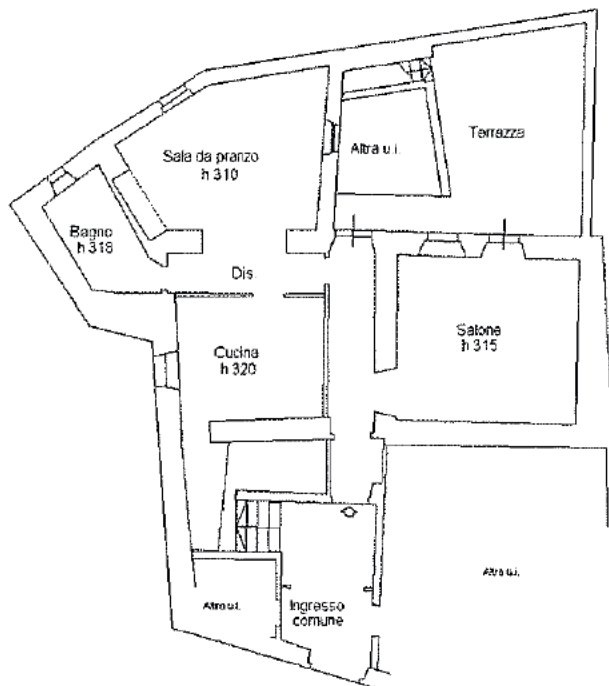 Terrazza
Altra u.i.
Sala da pranzo
h 310
Bagno
h 318
Dis.
Salone
h 315
Cucina
h 320
Altra u.i.
Altra u.i.
Ingresso
comune